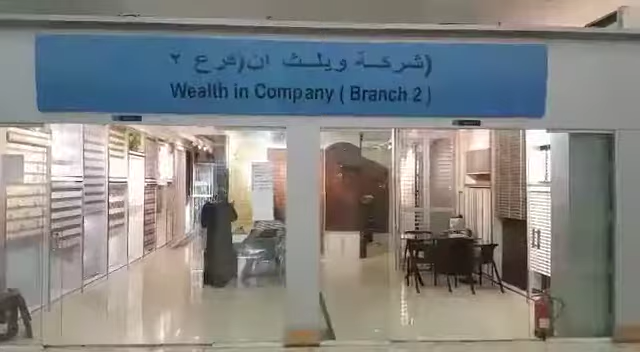 (شركة ويلث ان(فرع ٢
Wealth in Company ( Branch 2 )